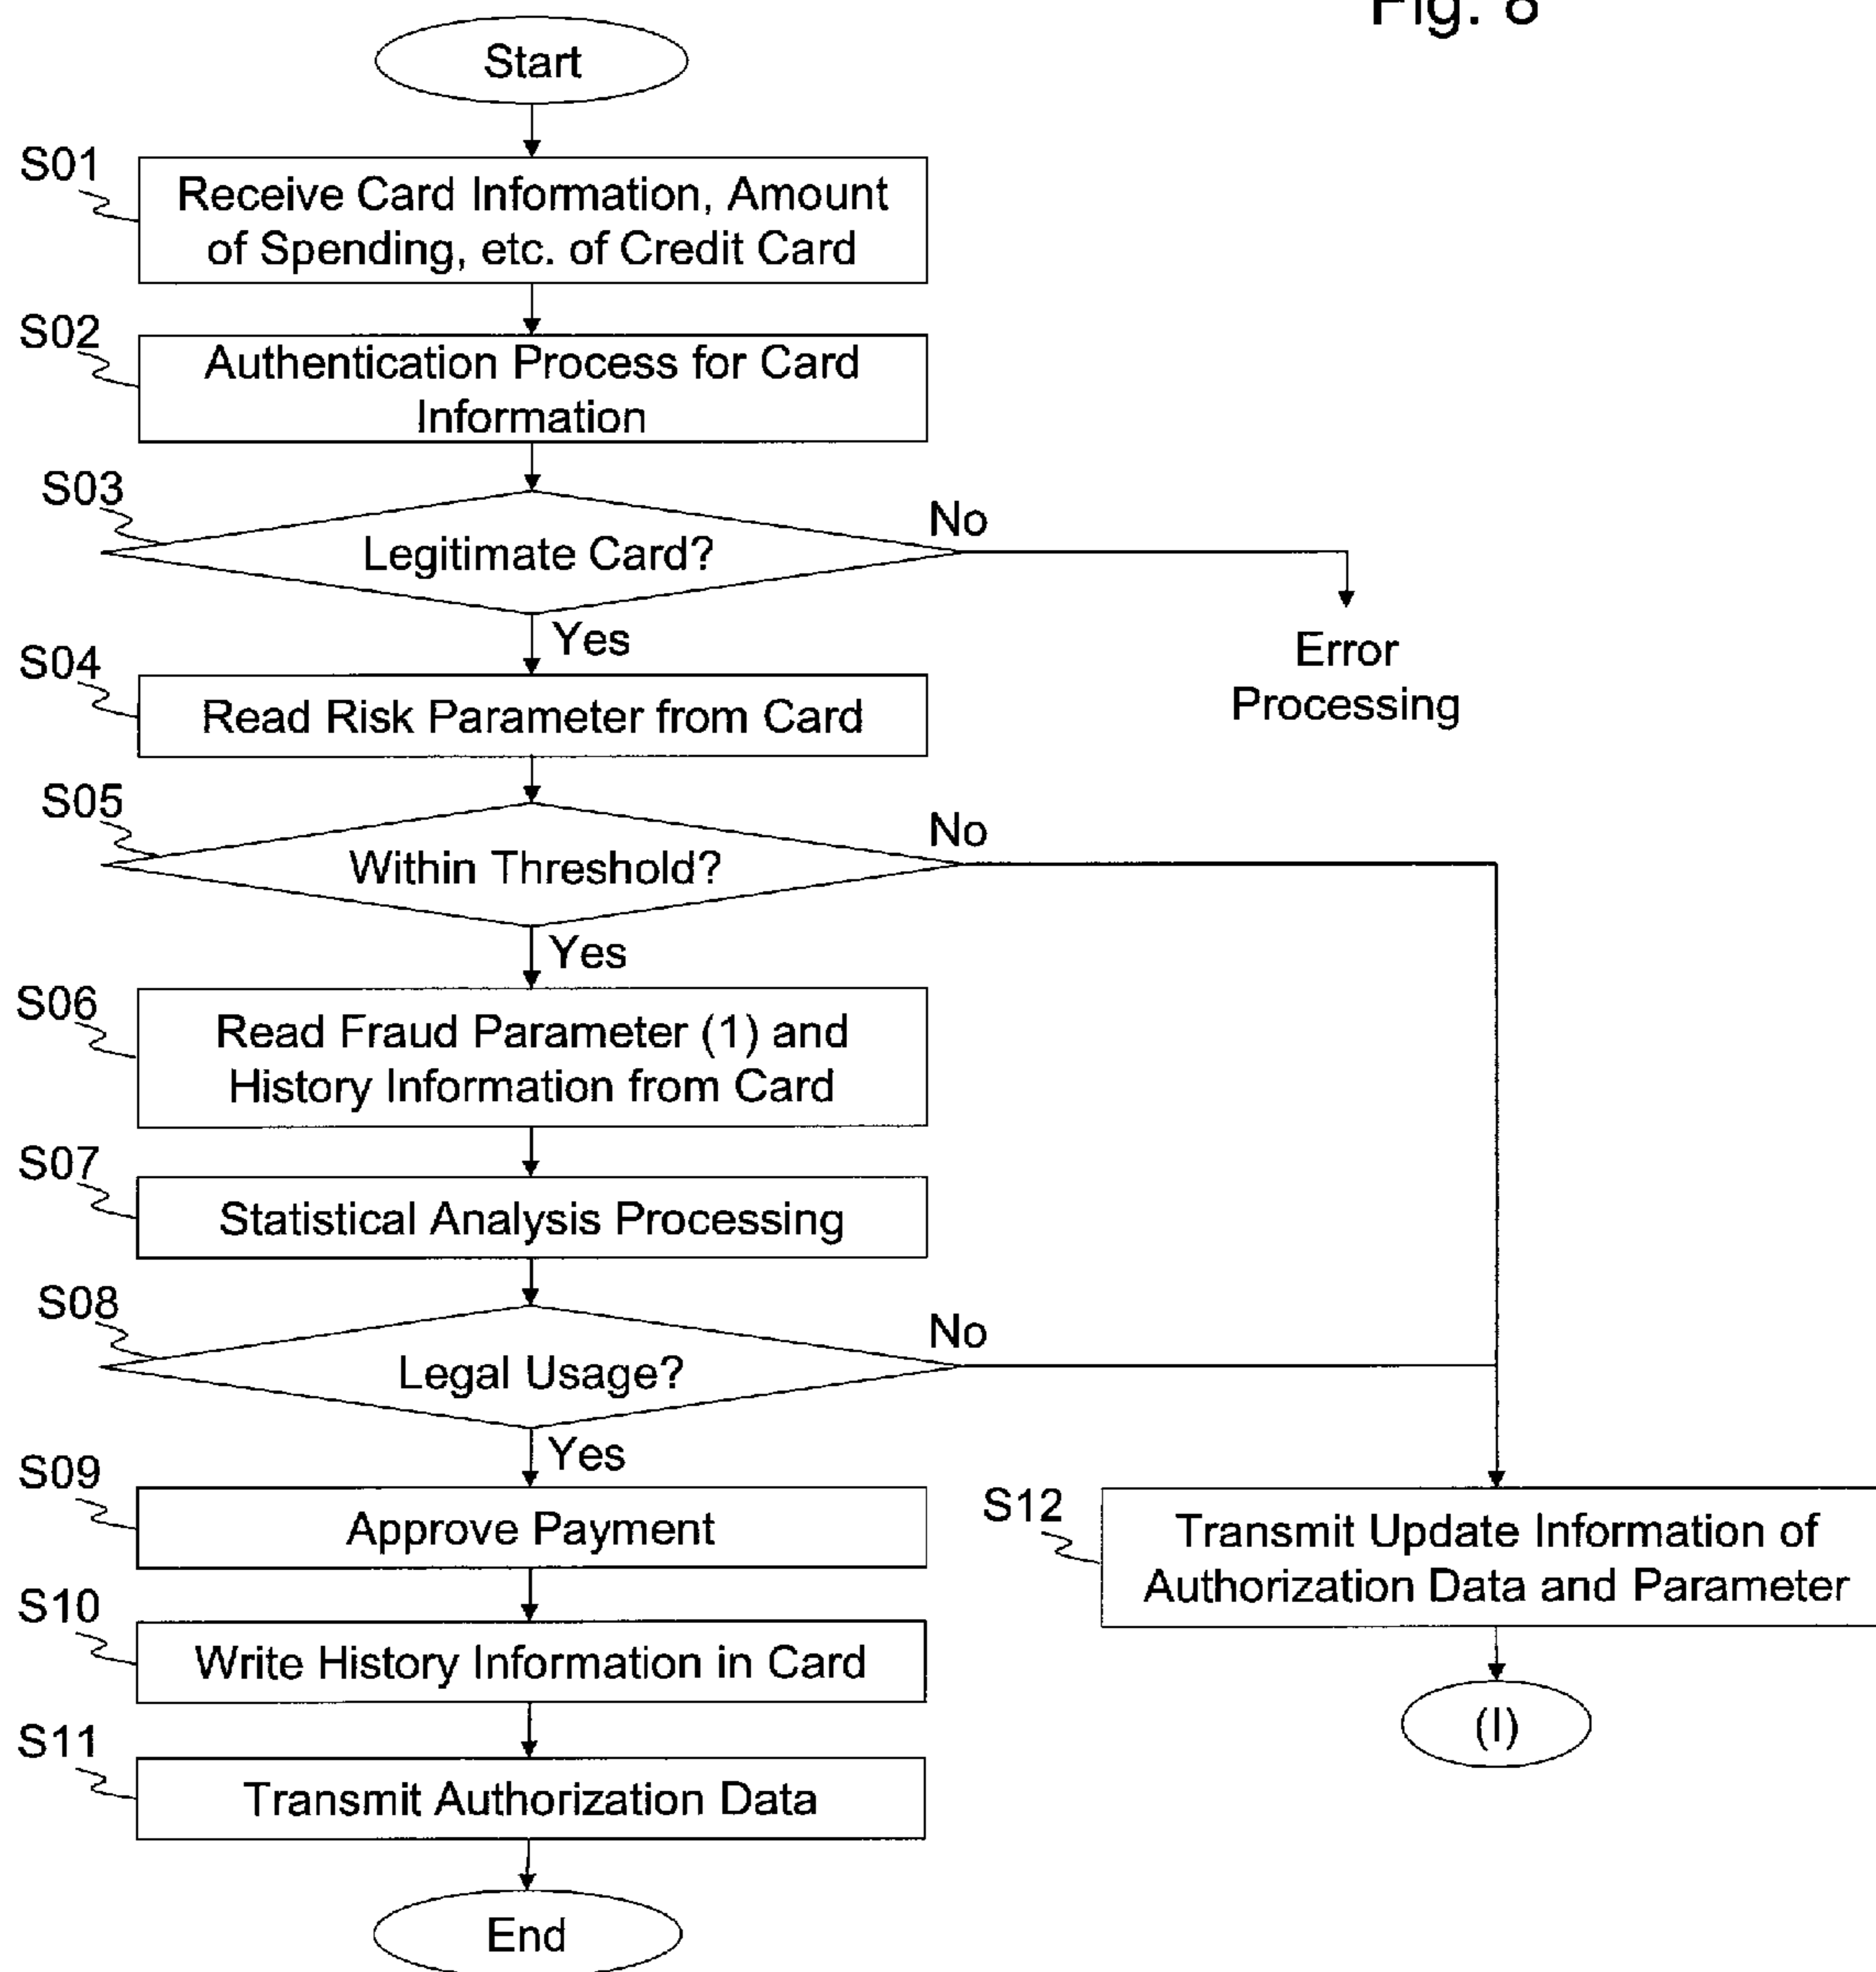 Fig. 8
Start
S01
Receive Card Information, Amount
of Spending, etc. of Credit Card
S02
Authentication Process for Card
Information
S03
Legitimate Card?
No
Yes
Error
Processing
S04
Read Risk Parameter from Card
S05
Within Threshold?
No
Yes
S06
Read Fraud Parameter (1) and
History Information from Card
S07
Statistical Analysis Processing
S08
Legal Usage?
No
Yes
S09
Approve Payment
S12
Transmit Update Information of
Authorization Data and Parameter
S10
Write History Information in Card
(I)
S11
Transmit Authorization Data
End